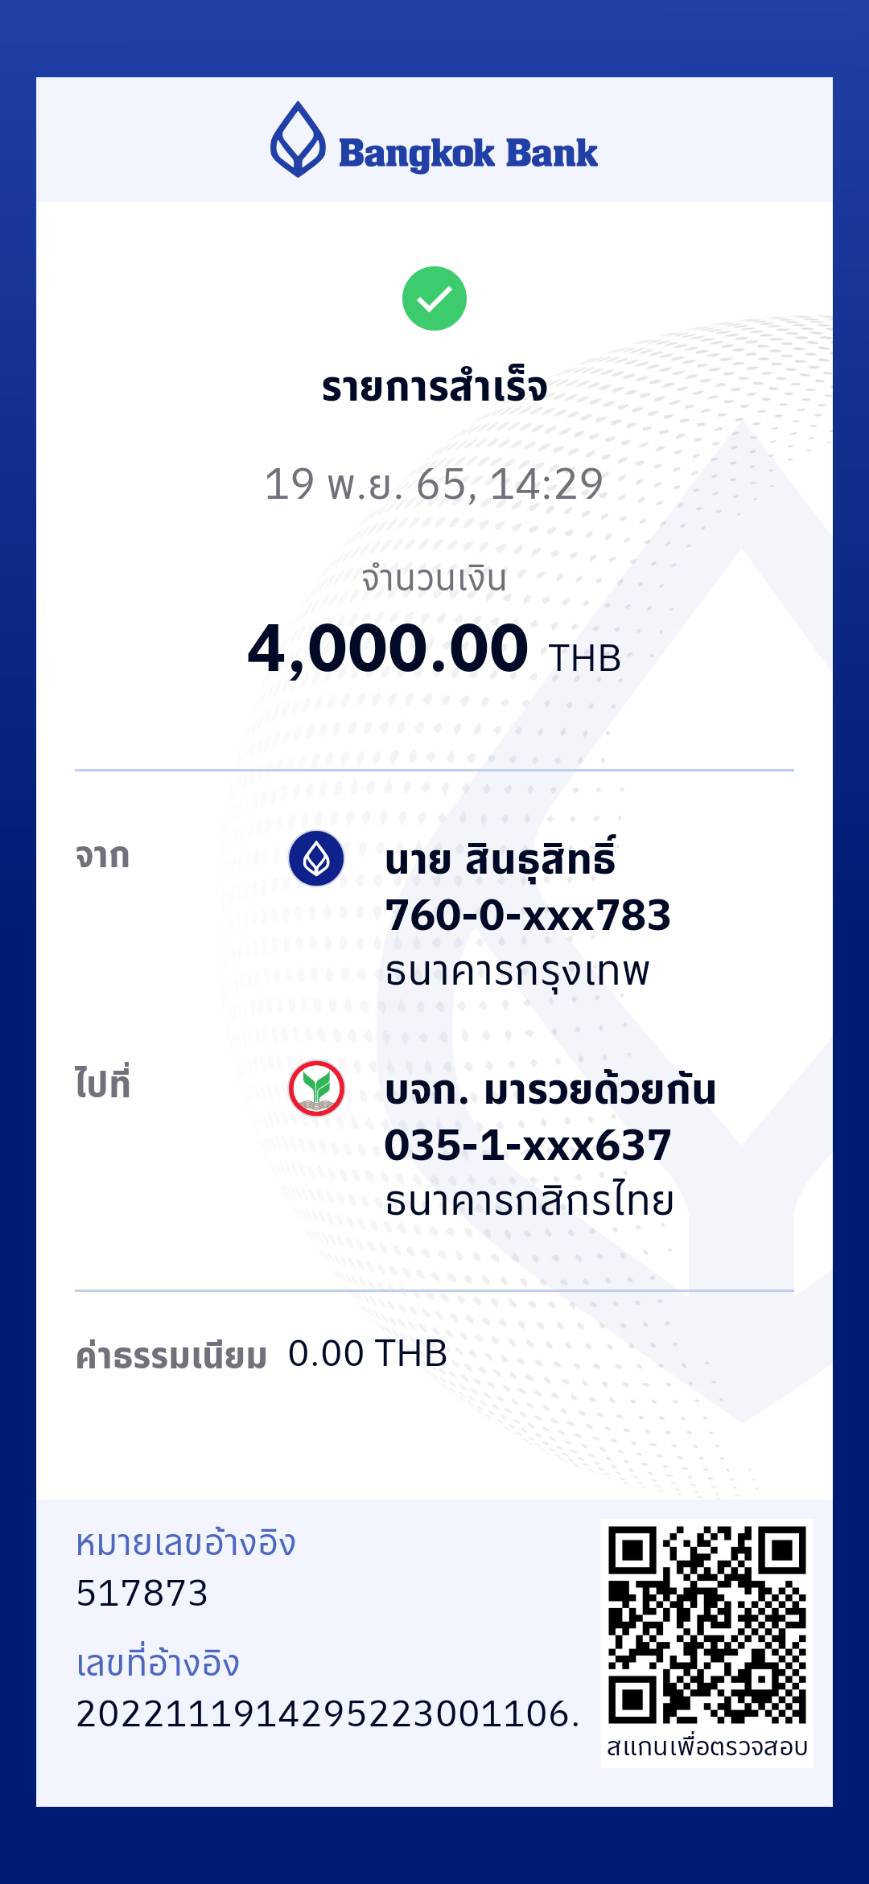 Bangkok Bank
รายการสำเร็จ
19 พ.ย. 65, 14:29
จำนวนเงิน
4,000.00 THB
จาก
นาย สินธุสิทธิ์
760-0-xxx783
ธนาคารกรุงเทพ
ไปที่
บจก. มารวยด้วยกัน
035-1-xxx637
ธนาคารกสิกรไทย
ค่าธรรมเนียม 0.00 THB
หมายเลขอ้างอิง
517873
เลขที่อ้างอิง
2022111914295223001106.
สแกนเพื่อตรวจสอบ